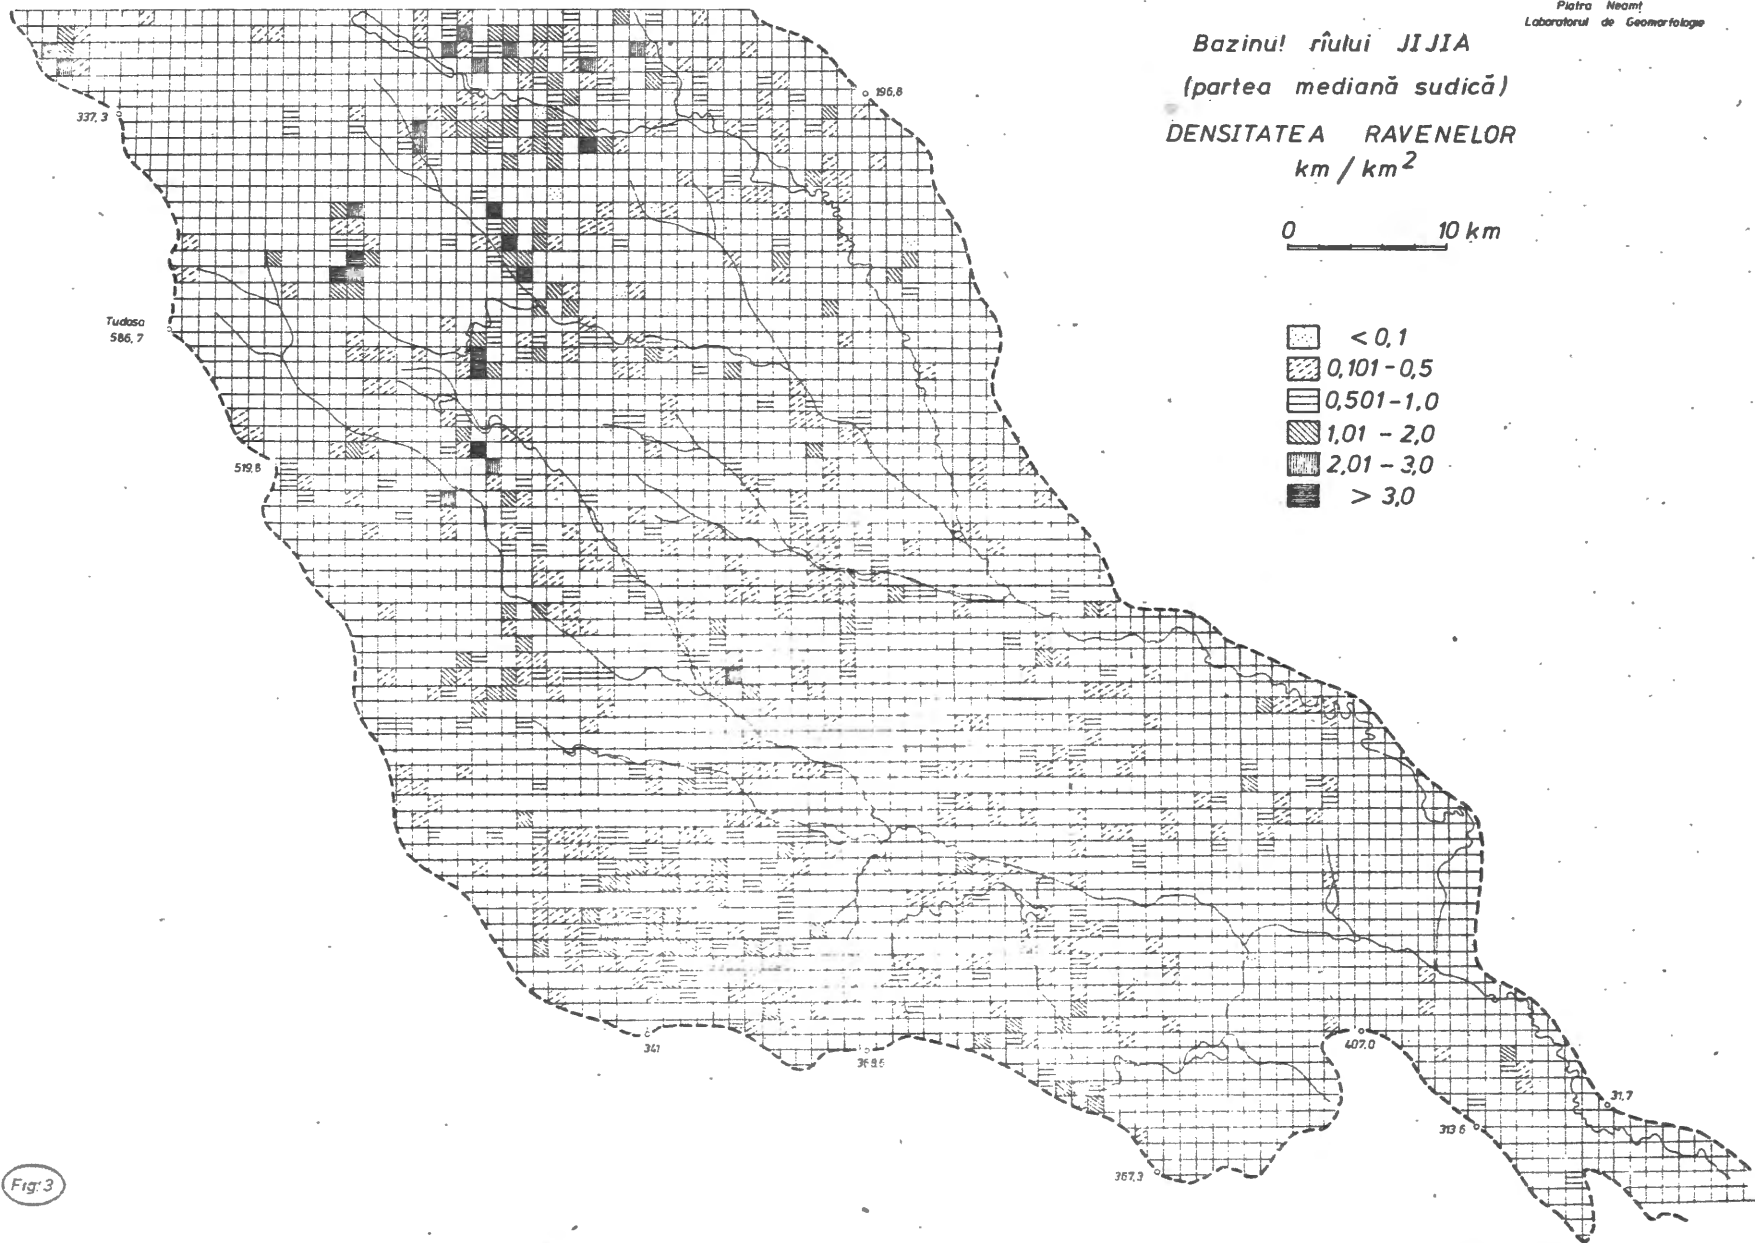 Piatra Neamț
Laboratorul de Geomorfologie
Bazinul rîului JIJIA
(partea mediană sudică)
DENSITATEA RAVENELOR
km / km²
0 10 km
< 0,1
0,101 - 0,5
0,501 - 1,0
1,01 - 2,0
2,01 - 3,0
> 3,0
196,8
337,3
Tudosa
586,7
519,8
341
368,6
407,0
31,7
313,6
367,3
Fig: 3